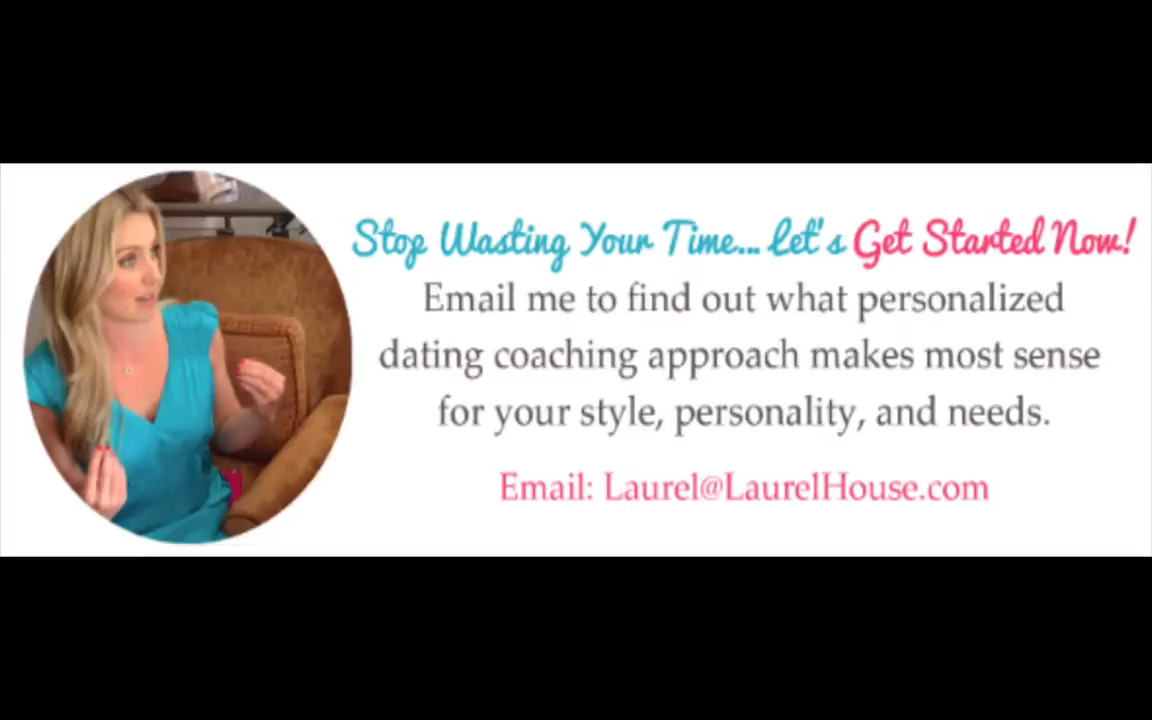 Stop Wasting Your Time... Let's Get Started Now!
Email me to find out what personalized
dating coaching approach makes most sense
for your style, personality, and needs.
Email: Laurel@LaurelHouse.com